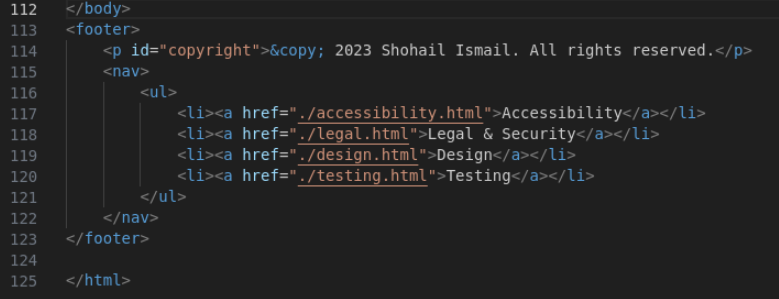 112 </body>
113 <footer>
114     <p id="copyright">&copy; 2023 Shohail Ismail. All rights reserved.</p>
115     <nav>
116         <ul>
117             <li><a href="./accessibility.html">Accessibility</a></li>
118             <li><a href="./legal.html">Legal & Security</a></li>
119             <li><a href="./design.html">Design</a></li>
120             <li><a href="./testing.html">Testing</a></li>
121         </ul>
122     </nav>
123 </footer>
124
125 </html>